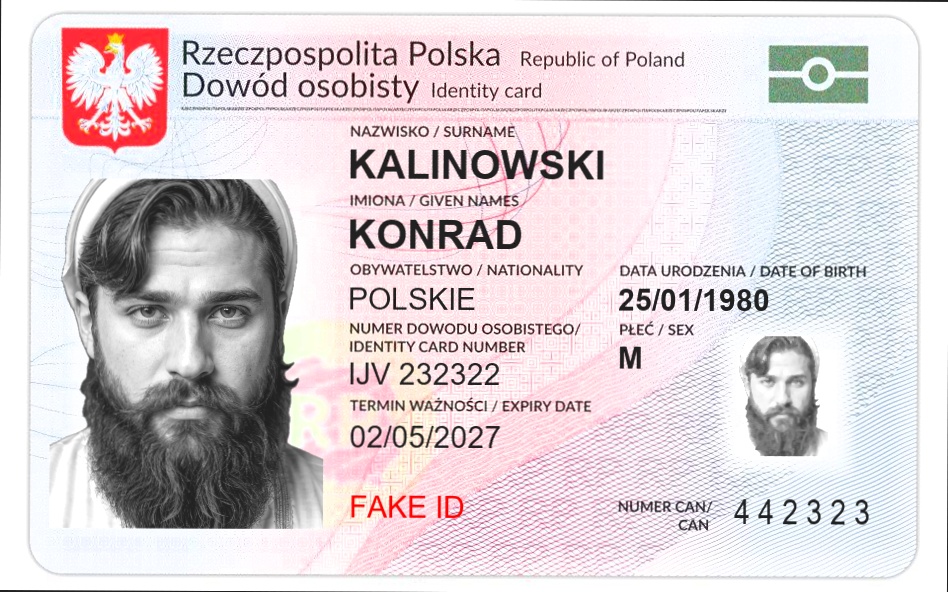 Rzeczpospolita Polska Republic of Poland
Dowód osobisty Identity card
NAZWISKO / SURNAME
KALINOWSKI
IMIONA / GIVEN NAMES
KONRAD
OBYWATELSTWO / NATIONALITY
POLSKIE
DATA URODZENIA / DATE OF BIRTH
25/01/1980
NUMER DOWODU OSOBISTEGO/
IDENTITY CARD NUMBER
IJV 232322
PŁEĆ / SEX
M
TERMIN WAŻNOŚCI / EXPIRY DATE
02/05/2027
FAKE ID
NUMER CAN/
CAN
442323